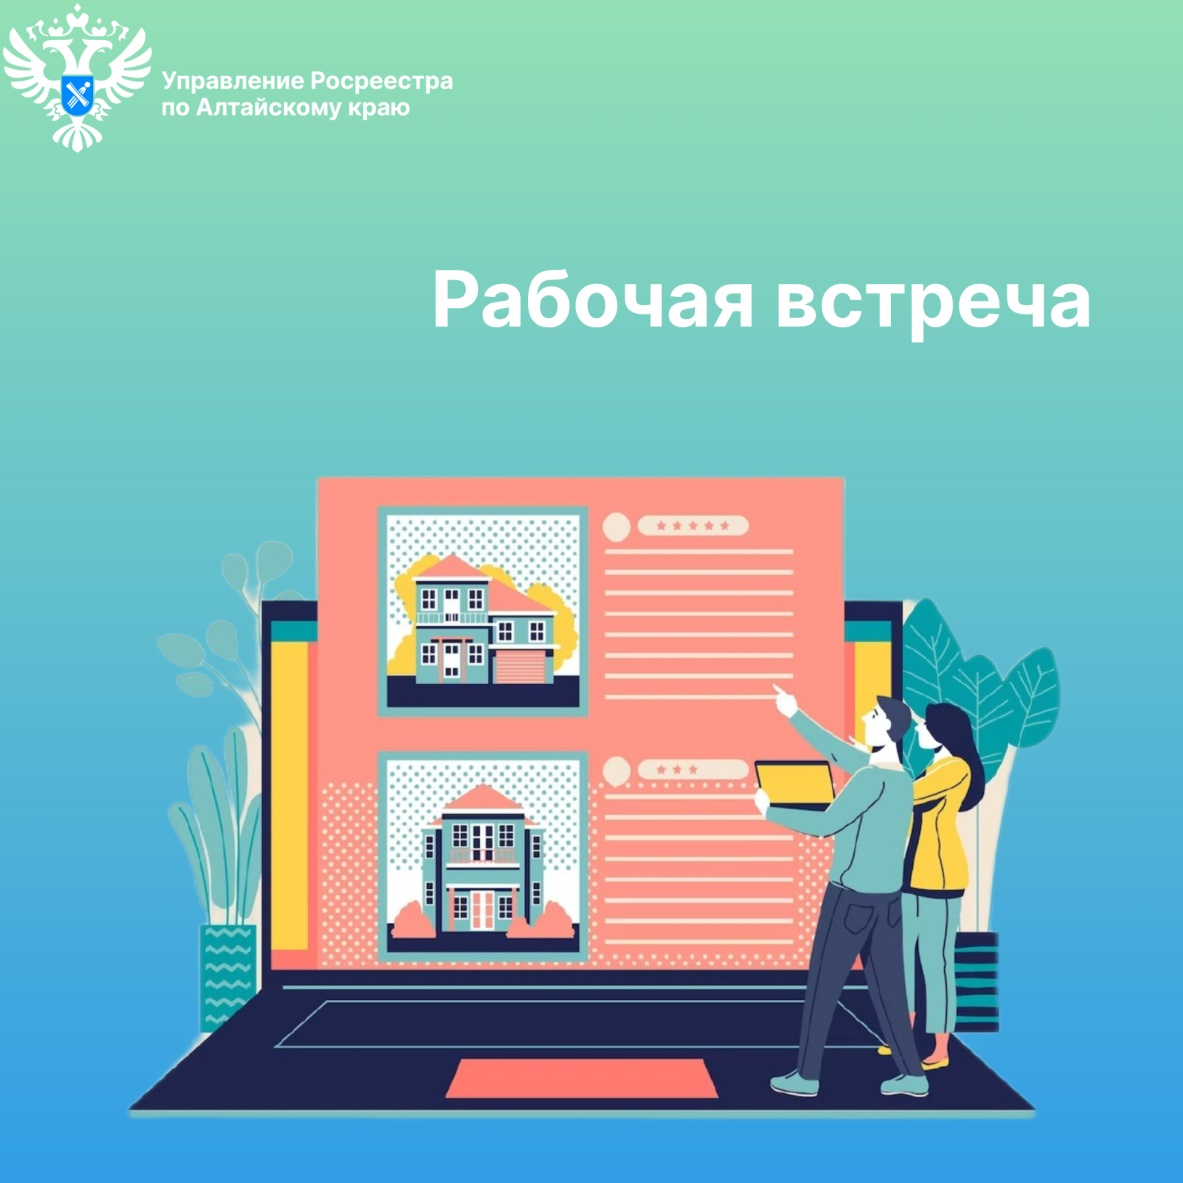 Управление Росреестра
по Алтайскому краю
Рабочая встреча